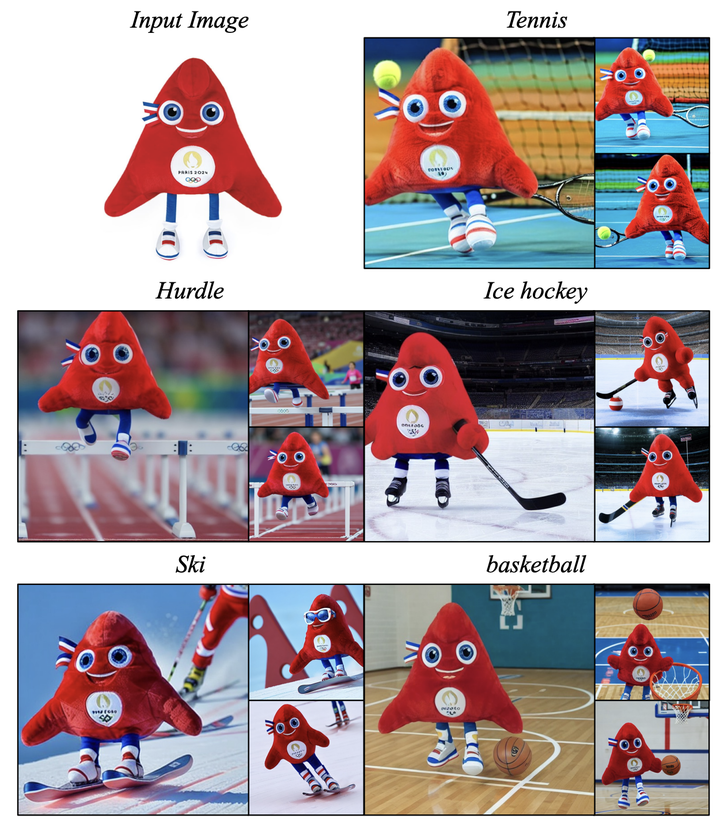 Input Image
Tennis
PARIS 2024
Hurdle
Ice hockey
Ski
basketball